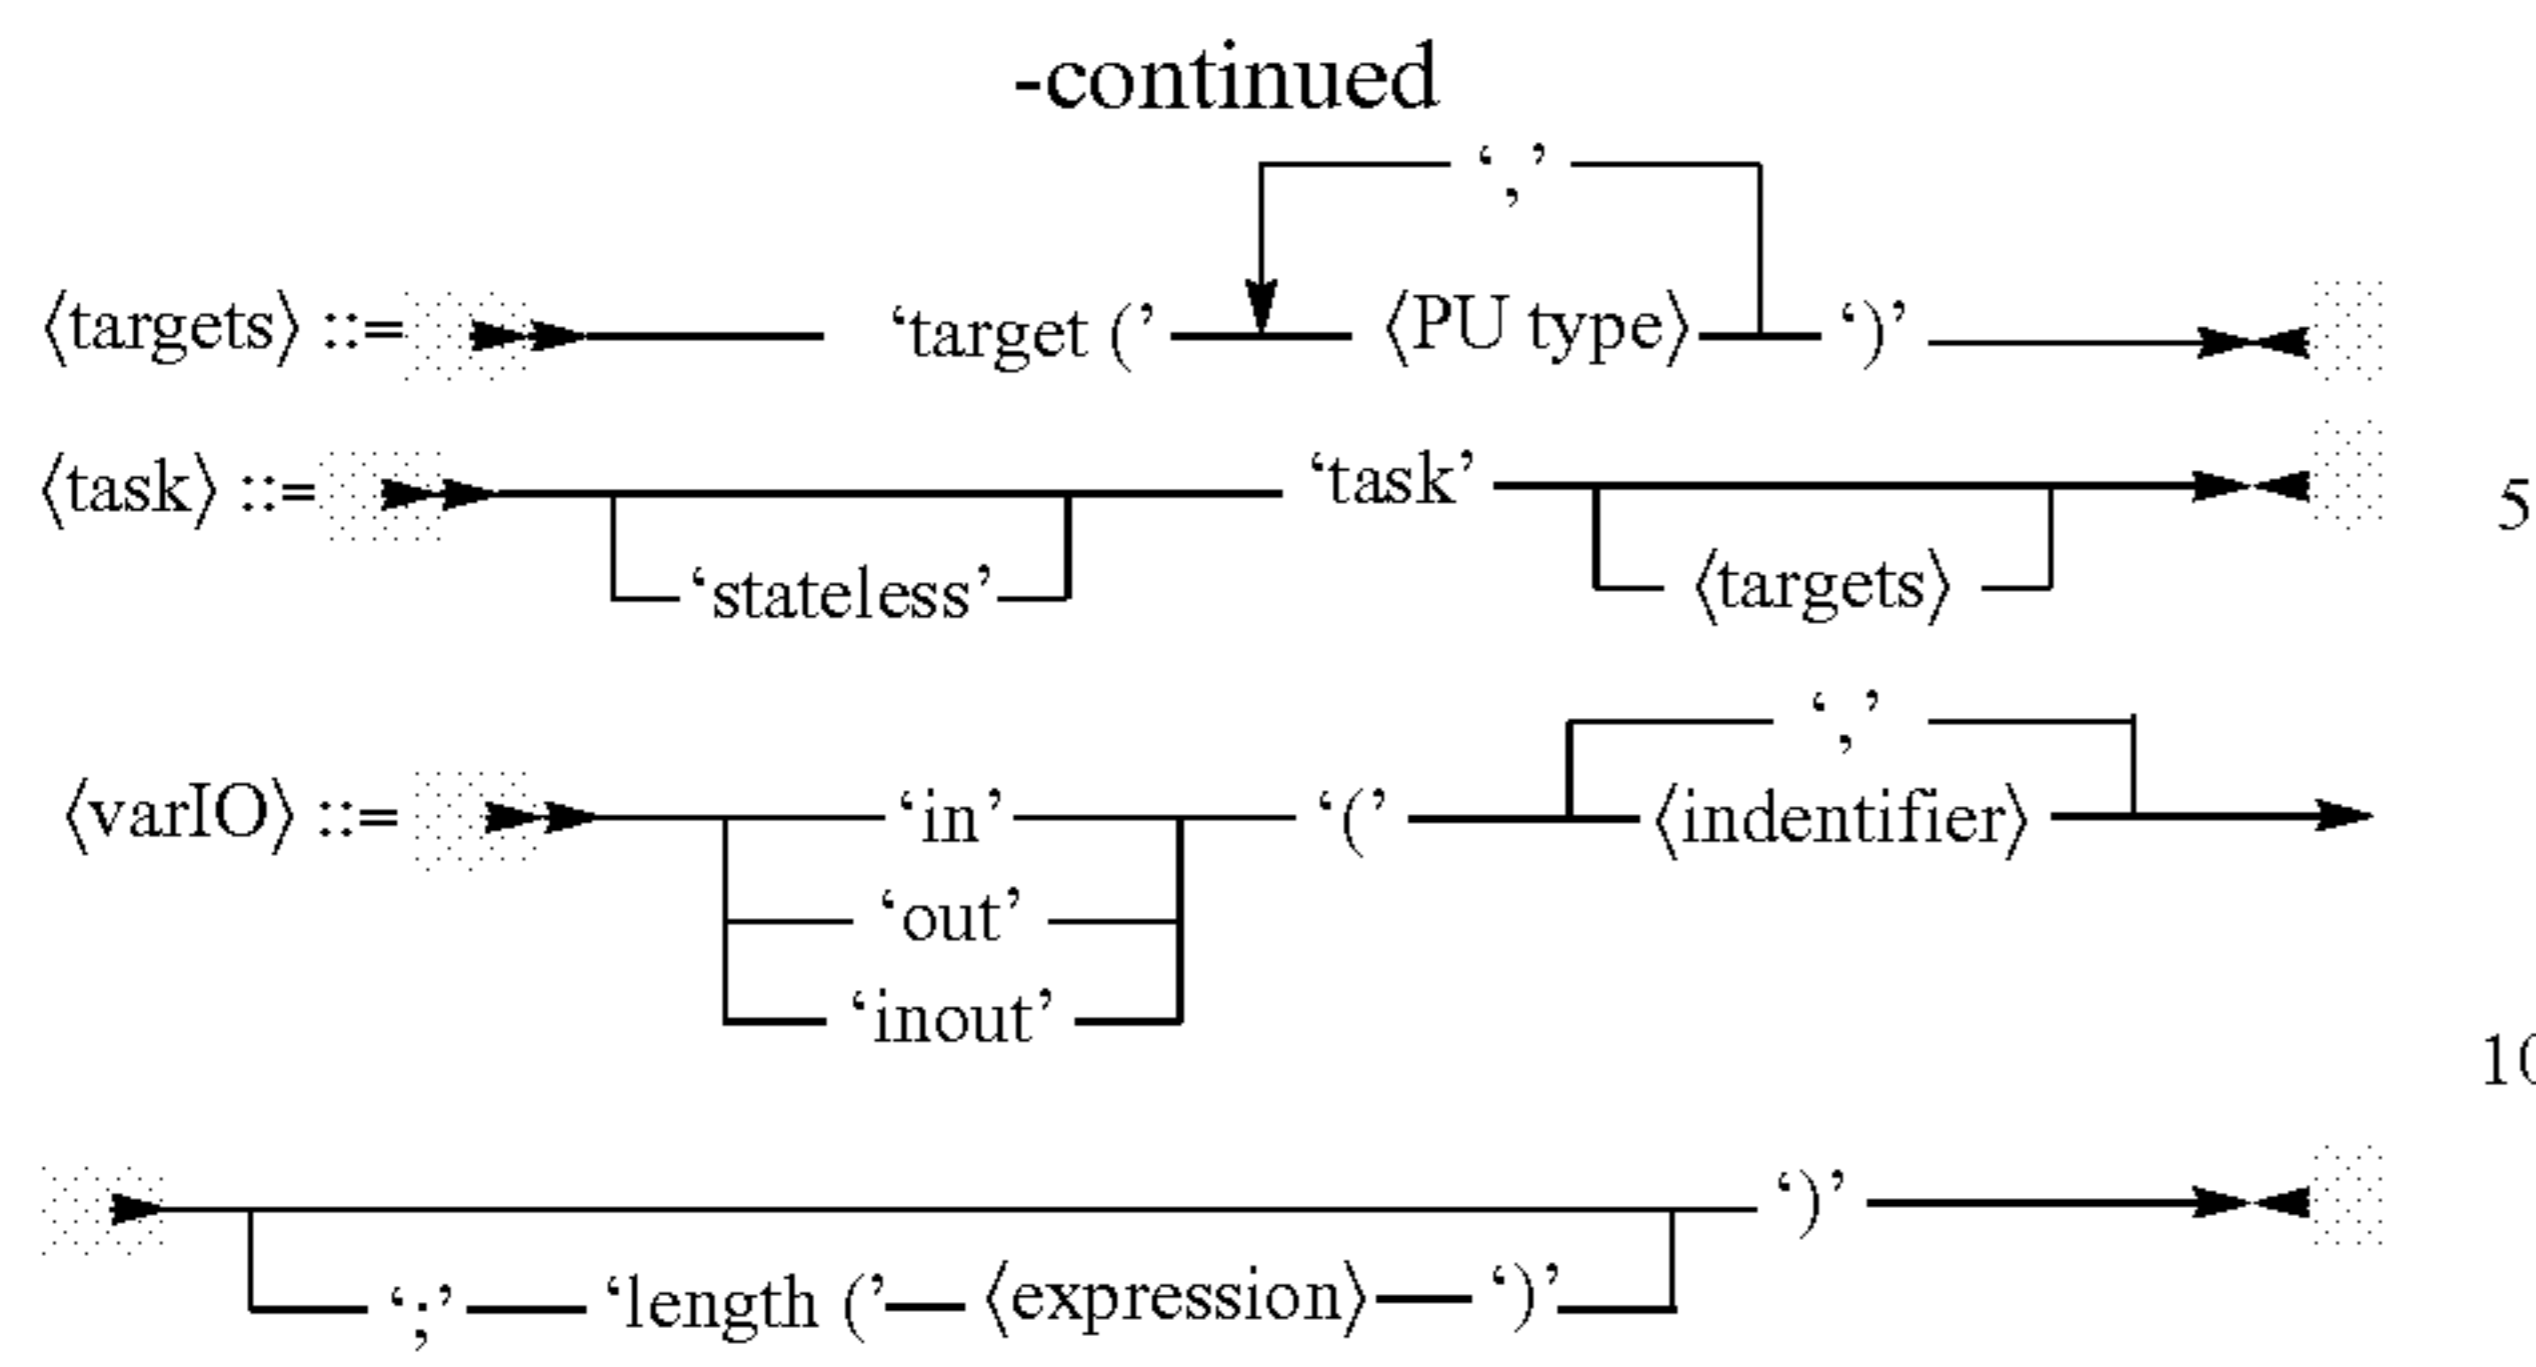 -continued
‘,’
⟨targets⟩ ::= ‘target (’ ⟨PU type⟩ ‘)’
⟨task⟩ ::= ‘task’ 5
‘stateless’ ⟨targets⟩
‘,’
⟨varIO⟩ ::= ‘in’ ‘(’ ⟨indentifier⟩
‘out’
‘inout’
10
‘)’
‘;’ ‘length (’ ⟨expression⟩ ‘)’